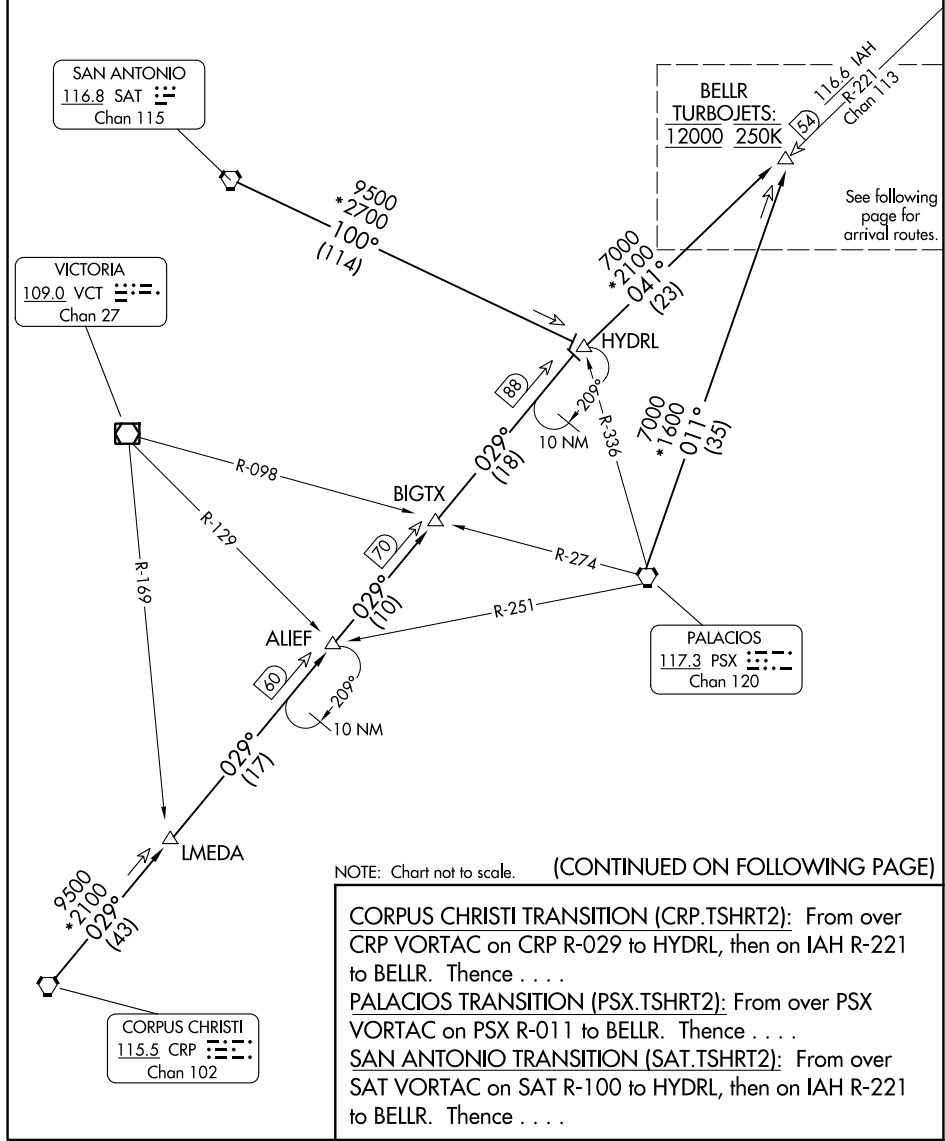 SAN ANTONIO
116.8 SAT
Chan 115
VICTORIA
109.0 VCT
Chan 27
BELLR
TURBOJETS:
12000 250K
54
116.6 IAH
R-221
Chan 113
See following
page for
arrival routes.
9500
*2700
100°
(114)
7000
*2100
041°
(23)
HYDRL
88
209°
10 NM
R-336
7000
*1600
011°
(35)
029°
(18)
R-098
BIGTX
R-129
70
R-274
R-169
029°
(10)
R-251
ALIEF
60
209°
10 NM
PALACIOS
117.3 PSX
Chan 120
029°
(17)
LMEDA
9500
*2100
029°
(43)
CORPUS CHRISTI
115.5 CRP
Chan 102
NOTE: Chart not to scale.
(CONTINUED ON FOLLOWING PAGE)
CORPUS CHRISTI TRANSITION (CRP.TSHRT2): From over
CRP VORTAC on CRP R-029 to HYDRL, then on IAH R-221
to BELLR. Thence . . . .
PALACIOS TRANSITION (PSX.TSHRT2): From over PSX
VORTAC on PSX R-011 to BELLR. Thence . . . .
SAN ANTONIO TRANSITION (SAT.TSHRT2): From over
SAT VORTAC on SAT R-100 to HYDRL, then on IAH R-221
to BELLR. Thence . . . .